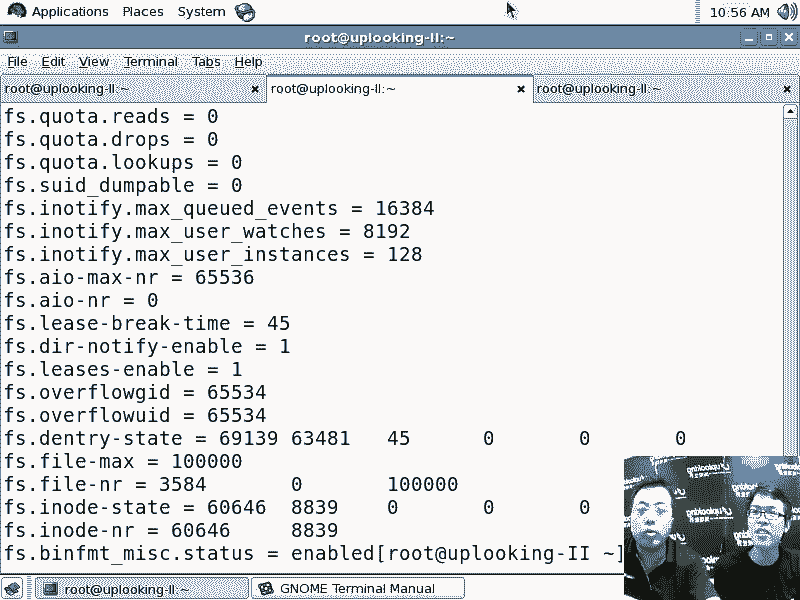 Applications Places System 10:56 AM
root@uplooking-II:~
File Edit View Terminal Tabs Help
root@uplooking-II:~ root@uplooking-II:~ root@uplooking-II:~
fs.quota.reads = 0
fs.quota.drops = 0
fs.quota.lookups = 0
fs.suid_dumpable = 0
fs.inotify.max_queued_events = 16384
fs.inotify.max_user_watches = 8192
fs.inotify.max_user_instances = 128
fs.aio-max-nr = 65536
fs.aio-nr = 0
fs.lease-break-time = 45
fs.dir-notify-enable = 1
fs.leases-enable = 1
fs.overflowgid = 65534
fs.overflowuid = 65534
fs.dentry-state = 69139 63481 45 0 0 0
fs.file-max = 100000
fs.file-nr = 3584 0 100000
fs.inode-state = 60646 8839 0 0 0
fs.inode-nr = 60646 8839
fs.binfmt_misc.status = enabled[root@uplooking-II ~]
root@uplooking-II:~ GNOME Terminal Manual